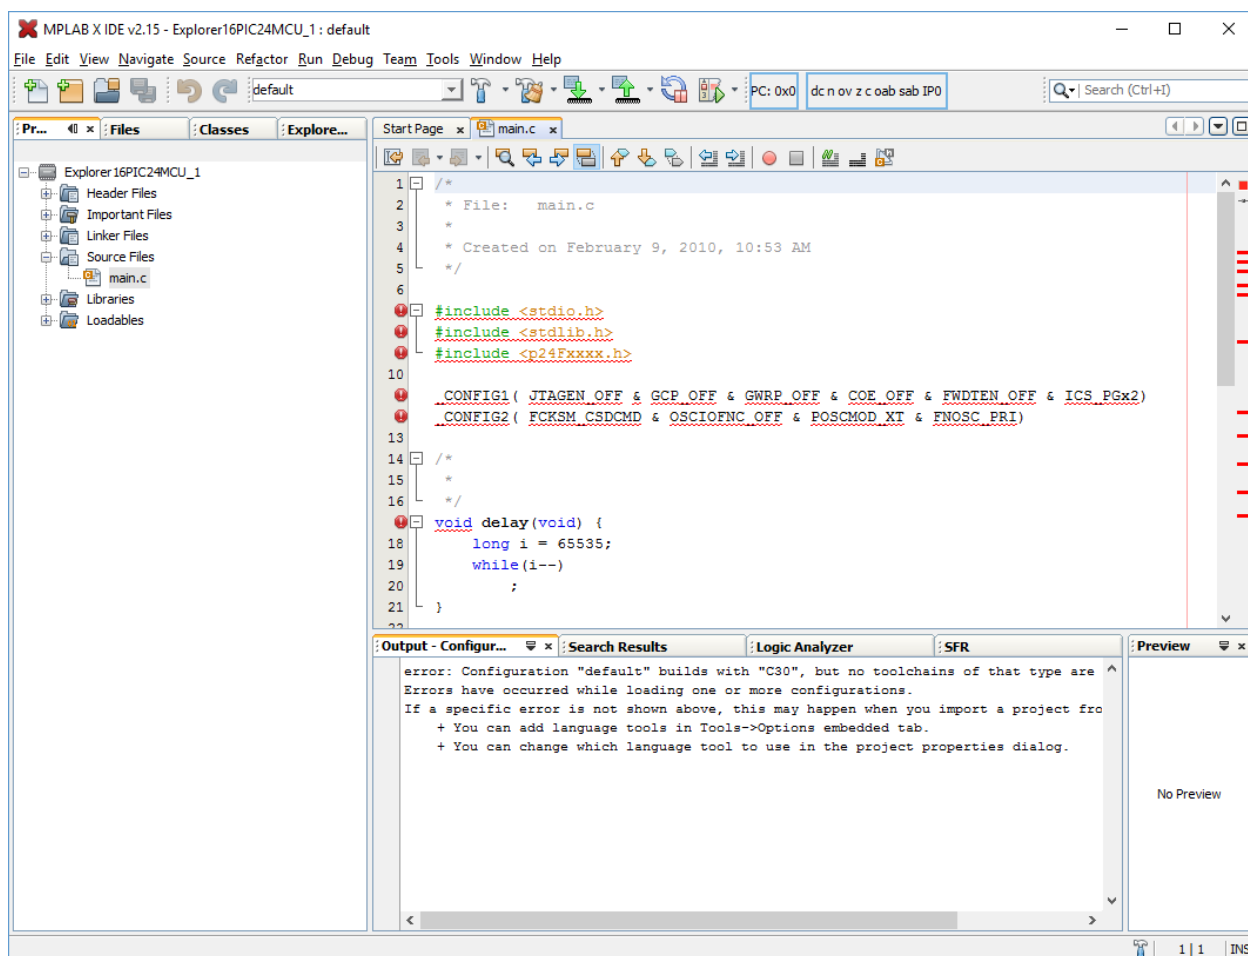 MPLAB X IDE v2.15 - Explorer16PIC24MCU_1 : default
File Edit View Navigate Source Refactor Run Debug Team Tools Window Help
default
PC: 0x0
dc n ov z c oab sab IP0
Search (Ctrl+I)
Pr...
Files
Classes
Explore...
Explorer16PIC24MCU_1
Header Files
Important Files
Linker Files
Source Files
main.c
Libraries
Loadables
Start Page
main.c
1 /*
2  * File:   main.c
3  *
4  * Created on February 9, 2010, 10:53 AM
5  */
6
#include <stdio.h>
#include <stdlib.h>
#include <p24Fxxxx.h>
10
_CONFIG1( JTAGEN_OFF & GCP_OFF & GWRP_OFF & COE_OFF & FWDTEN_OFF & ICS_PGx2)
_CONFIG2( FCKSM_CSDCMD & OSCIOFNC_OFF & POSCMOD_XT & FNOSC_PRI)
13
14 /*
15  *
16  */
void delay(void) {
18     long i = 65535;
19     while(i--)
20         ;
21 }
22
Output - Configur...
Search Results
Logic Analyzer
SFR
error: Configuration "default" builds with "C30", but no toolchains of that type are
Errors have occurred while loading one or more configurations.
If a specific error is not shown above, this may happen when you import a project fro
+ You can add language tools in Tools->Options embedded tab.
+ You can change which language tool to use in the project properties dialog.
Preview
No Preview
1 | 1
INS